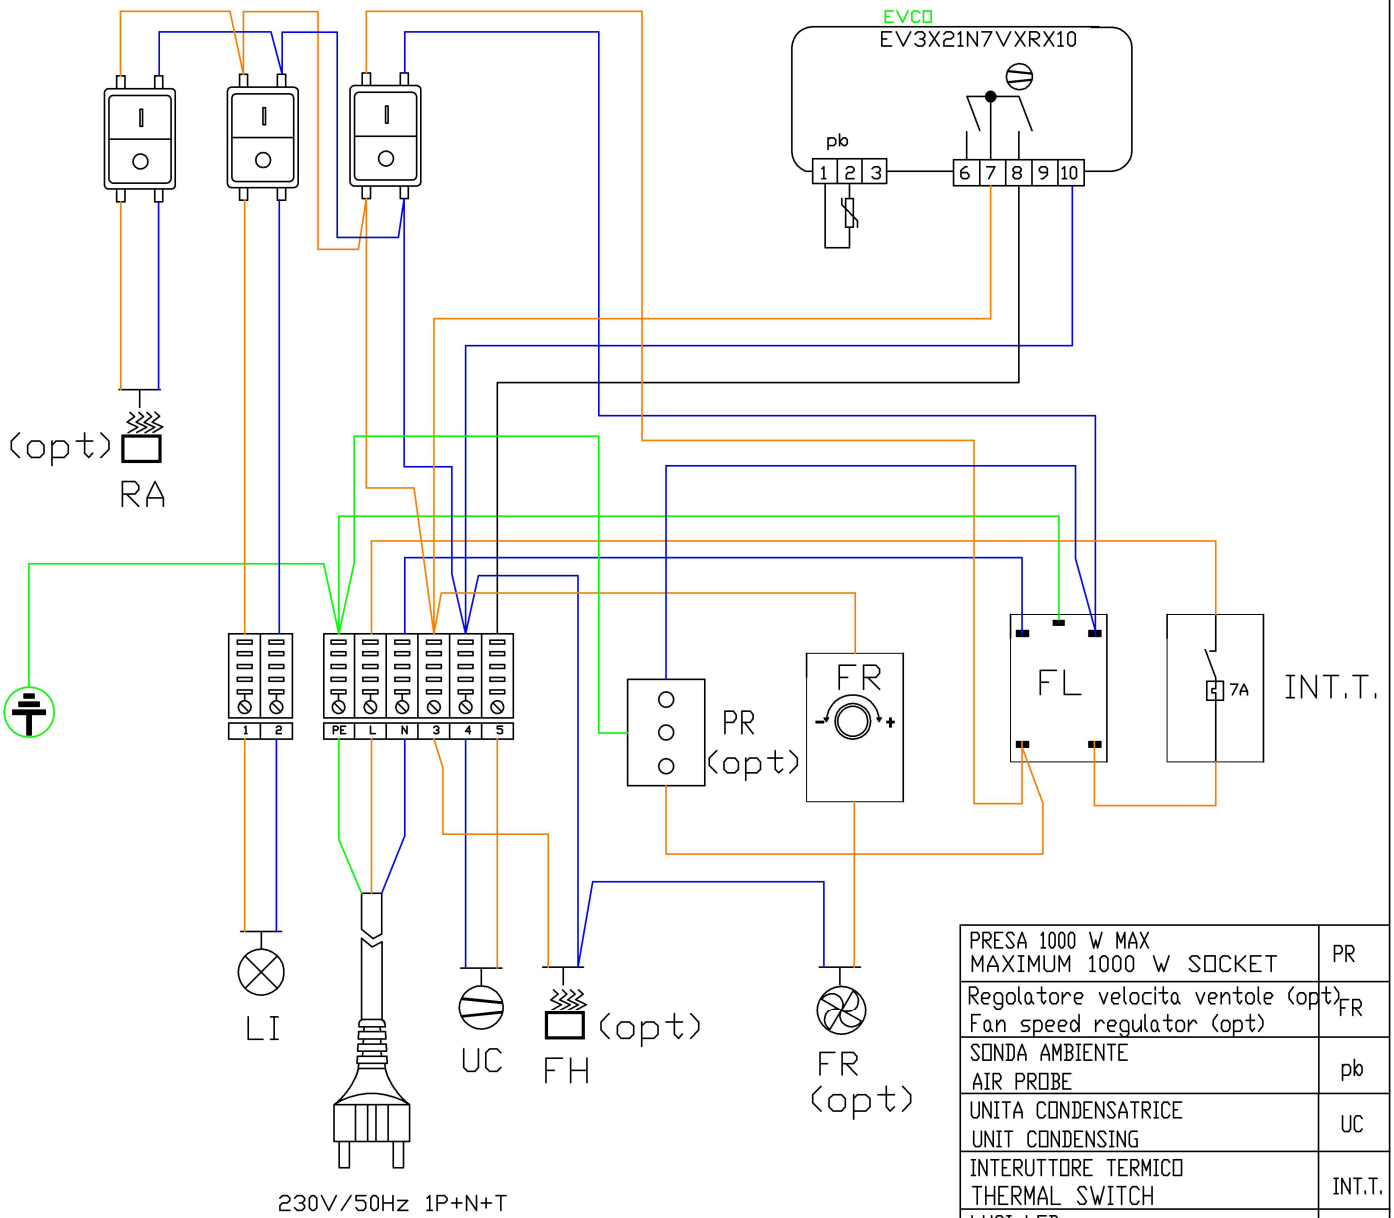 EVCO
EV3X21N7VXRX10
pb
1 2 3
6 7 8 9 10
(opt)
RA
1 2
PE L N 3 4 5
PR
(opt)
FR
- +
FL
7A
INT.T.
LI
UC
FH
(opt)
FR
(opt)
230V/50Hz 1P+N+T
PRESA 1000 W MAX
MAXIMUM 1000 W SOCKET
PR
Regolatore velocita ventole (opt)
Fan speed regulator (opt)
FR
SONDA AMBIENTE
AIR PROBE
pb
UNITA CONDENSATRICE
UNIT CONDENSING
UC
INTERUTTORE TERMICO
THERMAL SWITCH
INT.T.